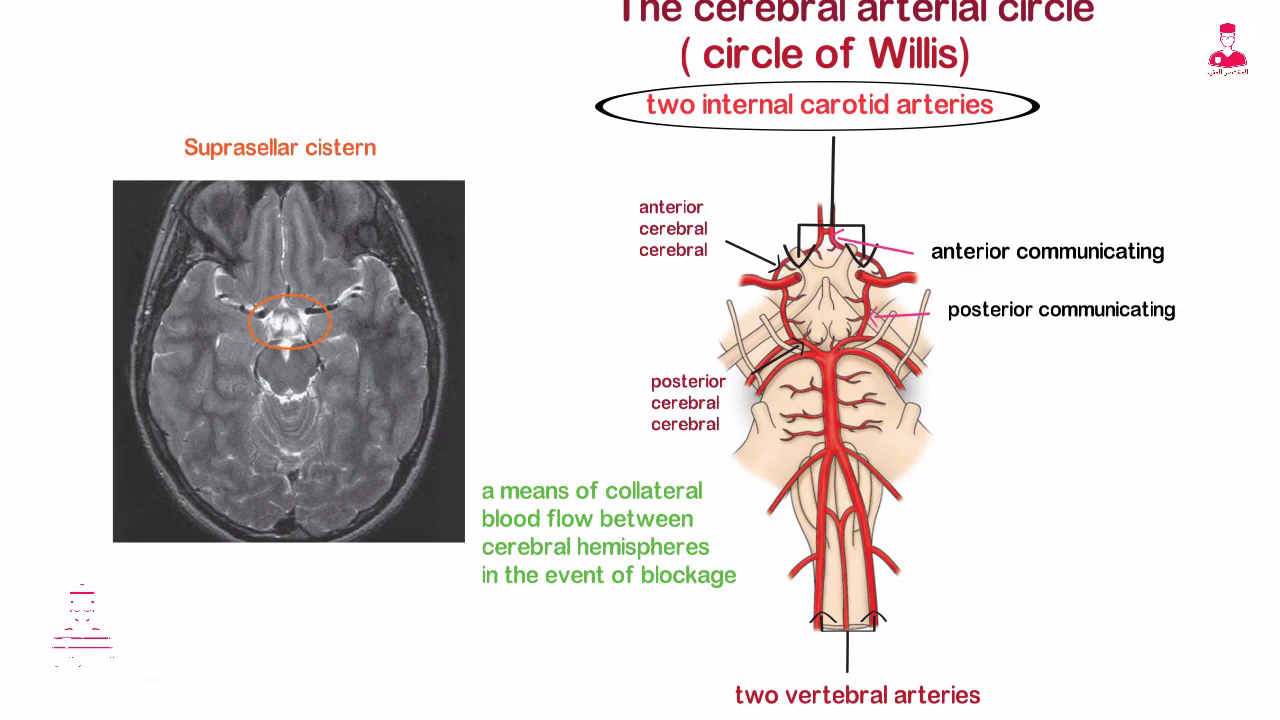 The cerebral arterial circle
( circle of Willis)
two internal carotid arteries
Suprasellar cistern
anterior
cerebral
cerebral
anterior communicating
posterior communicating
posterior
cerebral
cerebral
a means of collateral
blood flow between
cerebral hemispheres
in the event of blockage
two vertebral arteries